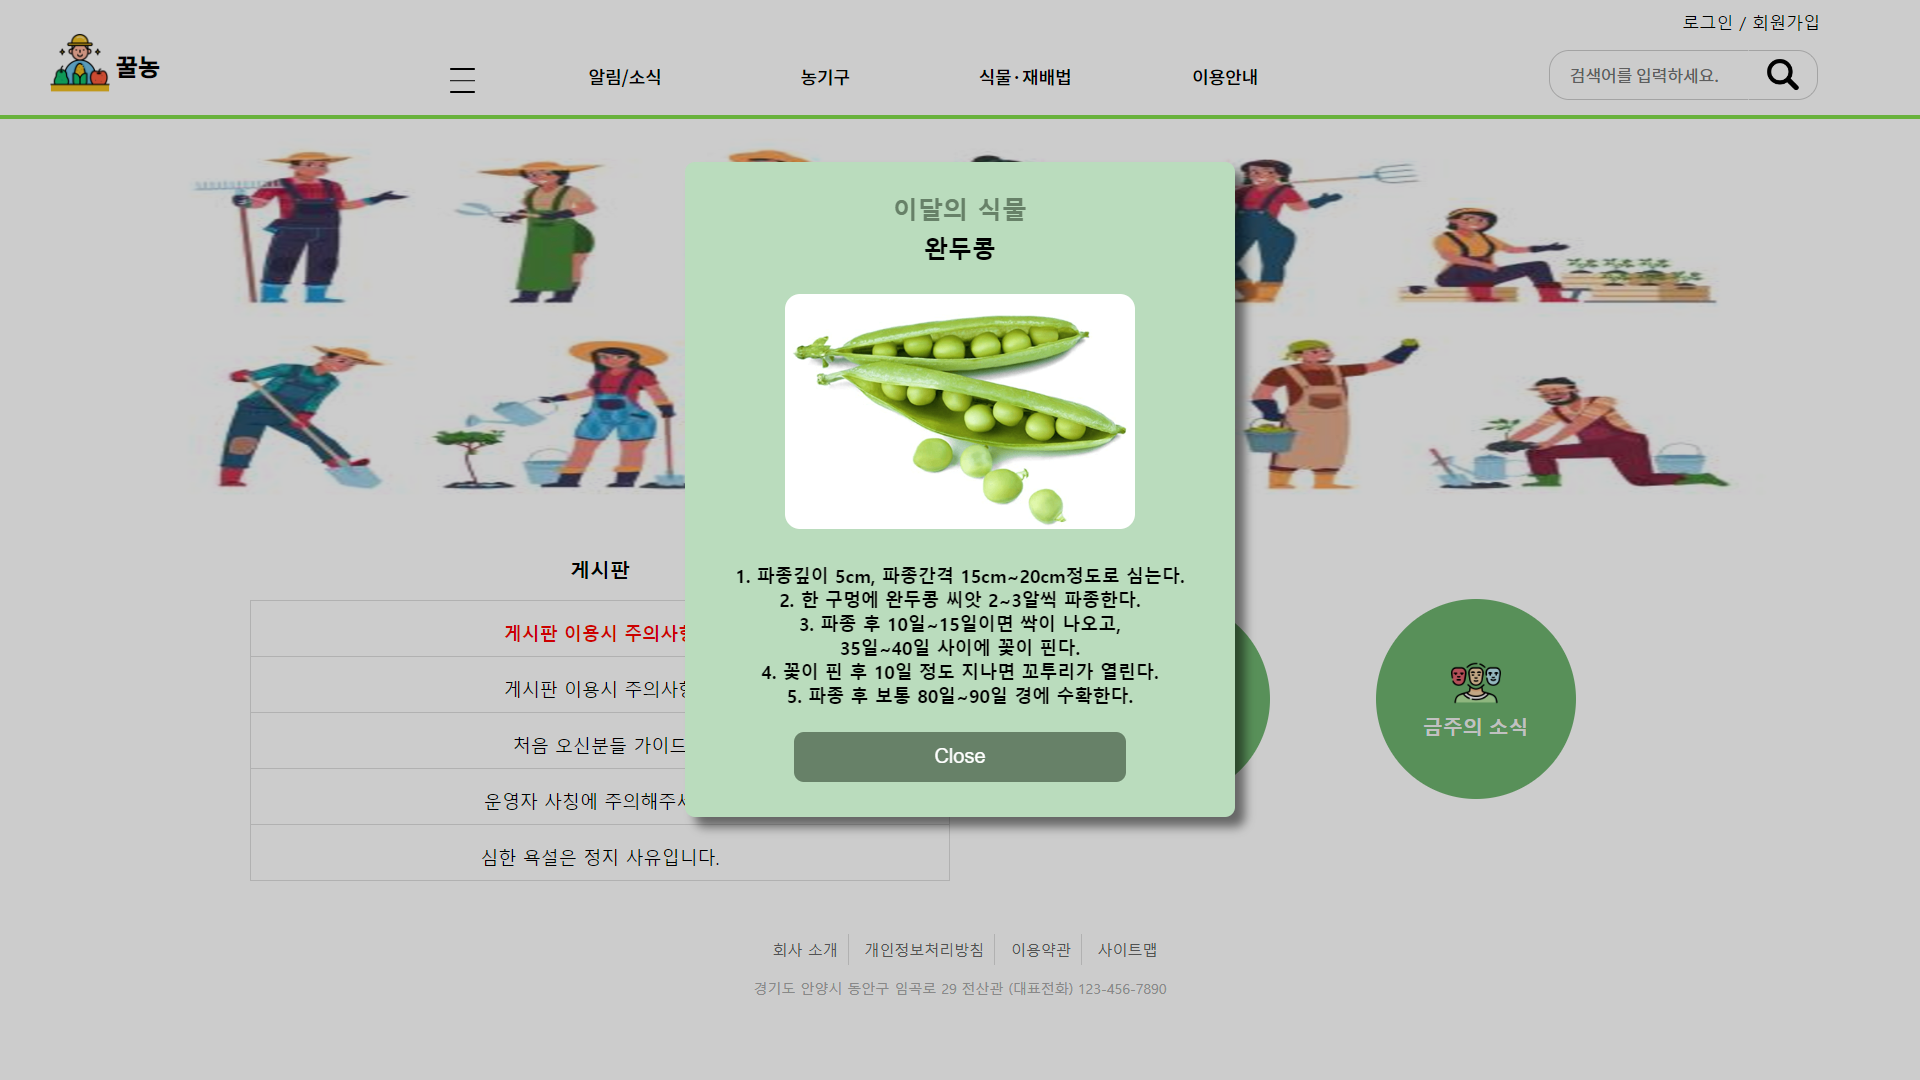 로그인 / 회원가입
꿀농
알림/소식
농기구
식물·재배법
이용안내
검색어를 입력하세요.
이달의 식물
완두콩
1. 파종깊이 5cm, 파종간격 15cm~20cm정도로 심는다.
2. 한 구멍에 완두콩 씨앗 2~3알씩 파종한다.
3. 파종 후 10일~15일이면 싹이 나오고,
35일~40일 사이에 꽃이 핀다.
4. 꽃이 핀 후 10일 정도 지나면 꼬투리가 열린다.
5. 파종 후 보통 80일~90일 경에 수확한다.
Close
게시판
게시판 이용시 주의사항
게시판 이용시 주의사항
처음 오신분들 가이드
운영자 사칭에 주의해주
심한 욕설은 정지 사유입니다.
금주의 소식
회사 소개
개인정보처리방침
이용약관
사이트맵
경기도 안양시 동안구 임곡로 29 전산관 (대표전화) 123-456-7890